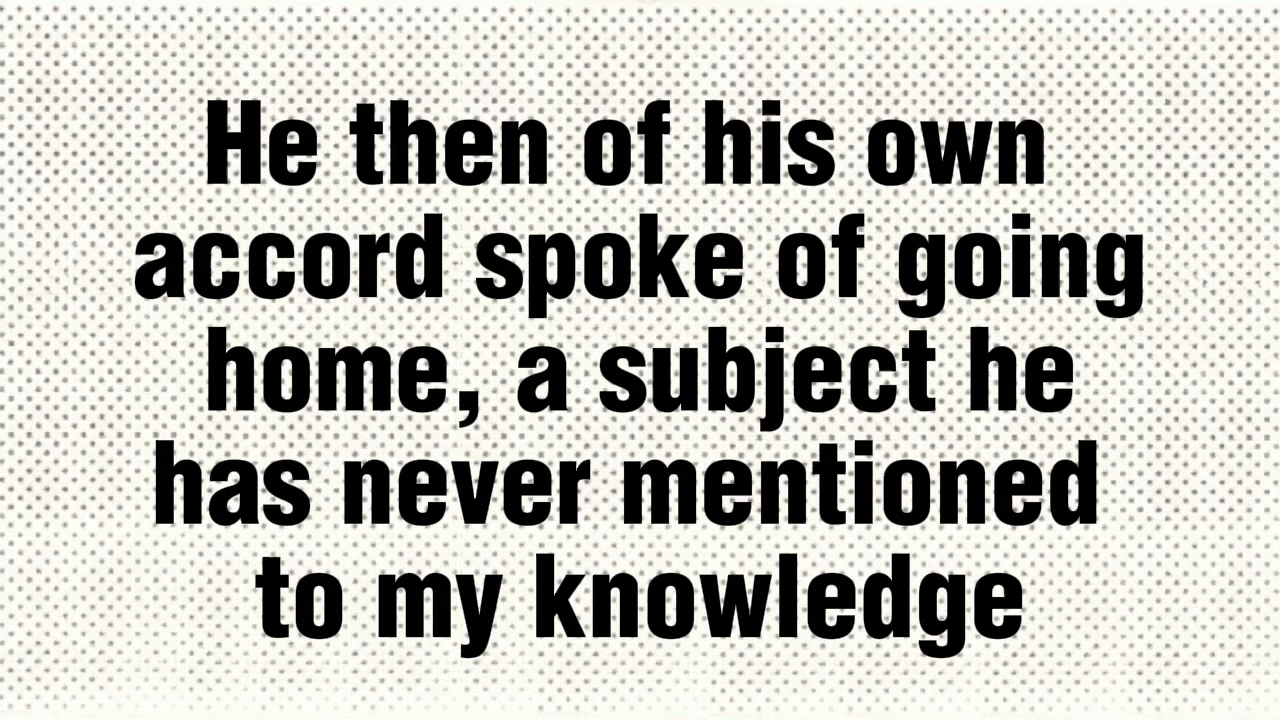 He then of his own
accord spoke of going
home, a subject he
has never mentioned
to my knowledge